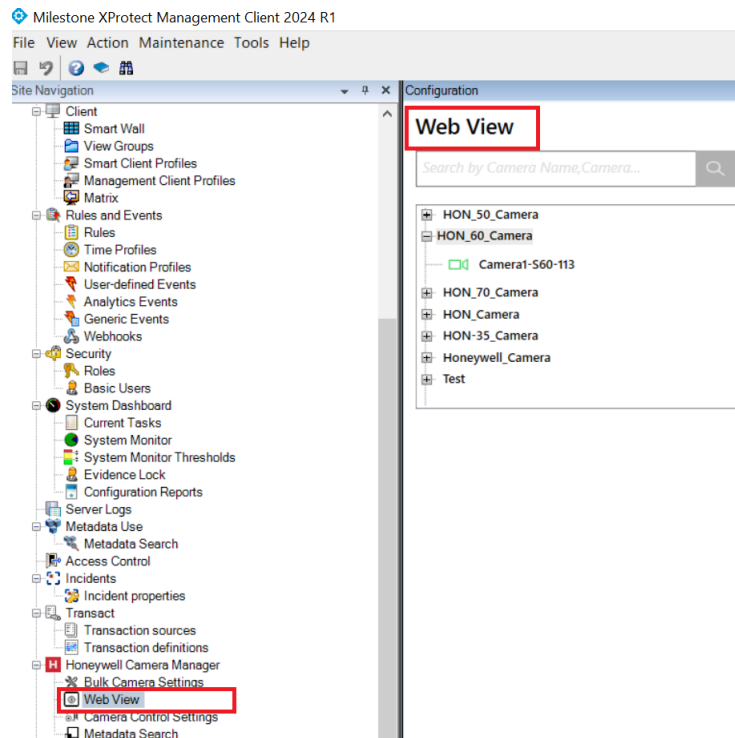 Milestone XProtect Management Client 2024 R1
File View Action Maintenance Tools Help
Site Navigation
Client
Smart Wall
View Groups
Smart Client Profiles
Management Client Profiles
Matrix
Rules and Events
Rules
Time Profiles
Notification Profiles
User-defined Events
Analytics Events
Generic Events
Webhooks
Security
Roles
Basic Users
System Dashboard
Current Tasks
System Monitor
System Monitor Thresholds
Evidence Lock
Configuration Reports
Server Logs
Metadata Use
Metadata Search
Access Control
Incidents
Incident properties
Transact
Transaction sources
Transaction definitions
H
Honeywell Camera Manager
Bulk Camera Settings
Web View
Camera Control Settings
Metadata Search
Configuration
Web View
Search by Camera Name,Camera...
HON_50_Camera
HON_60_Camera
Camera1-S60-113
HON_70_Camera
HON_Camera
HON-35_Camera
Honeywell_Camera
Test